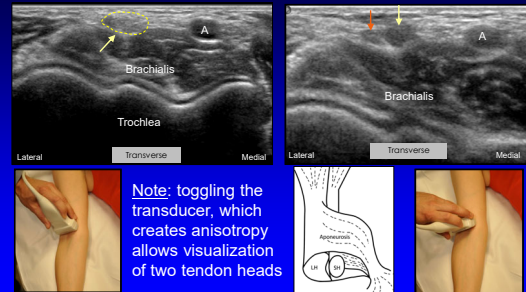 A
Brachialis
Trochlea
Lateral
Transverse
Medial
A
Brachialis
Lateral
Transverse
Medial
Note: toggling the
transducer, which
creates anisotropy
allows visualization
of two tendon heads
Aponeurosis
LH
SH